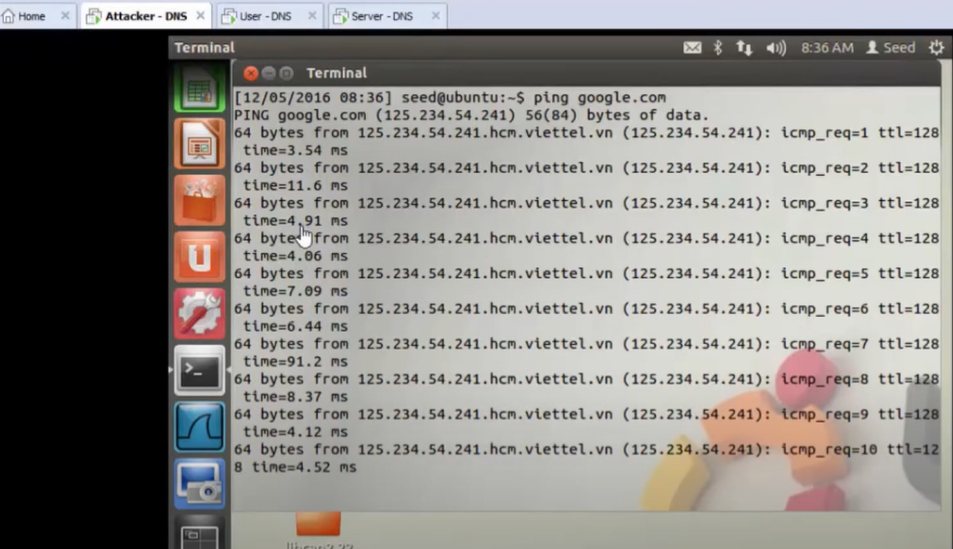 Home
Attacker - DNS
User - DNS
Server - DNS
Terminal
8:36 AM Seed
Terminal
[12/05/2016 08:36] seed@ubuntu:~$ ping google.com
PING google.com (125.234.54.241) 56(84) bytes of data.
64 bytes from 125.234.54.241.hcm.viettel.vn (125.234.54.241): icmp_req=1 ttl=128
time=3.54 ms
64 bytes from 125.234.54.241.hcm.viettel.vn (125.234.54.241): icmp_req=2 ttl=128
time=11.6 ms
64 bytes from 125.234.54.241.hcm.viettel.vn (125.234.54.241): icmp_req=3 ttl=128
time=4.91 ms
64 bytes from 125.234.54.241.hcm.viettel.vn (125.234.54.241): icmp_req=4 ttl=128
time=4.06 ms
64 bytes from 125.234.54.241.hcm.viettel.vn (125.234.54.241): icmp_req=5 ttl=128
time=7.09 ms
64 bytes from 125.234.54.241.hcm.viettel.vn (125.234.54.241): icmp_req=6 ttl=128
time=6.44 ms
64 bytes from 125.234.54.241.hcm.viettel.vn (125.234.54.241): icmp_req=7 ttl=128
time=91.2 ms
64 bytes from 125.234.54.241.hcm.viettel.vn (125.234.54.241): icmp_req=8 ttl=128
time=8.37 ms
64 bytes from 125.234.54.241.hcm.viettel.vn (125.234.54.241): icmp_req=9 ttl=128
time=4.12 ms
64 bytes from 125.234.54.241.hcm.viettel.vn (125.234.54.241): icmp_req=10 ttl=12
8 time=4.52 ms